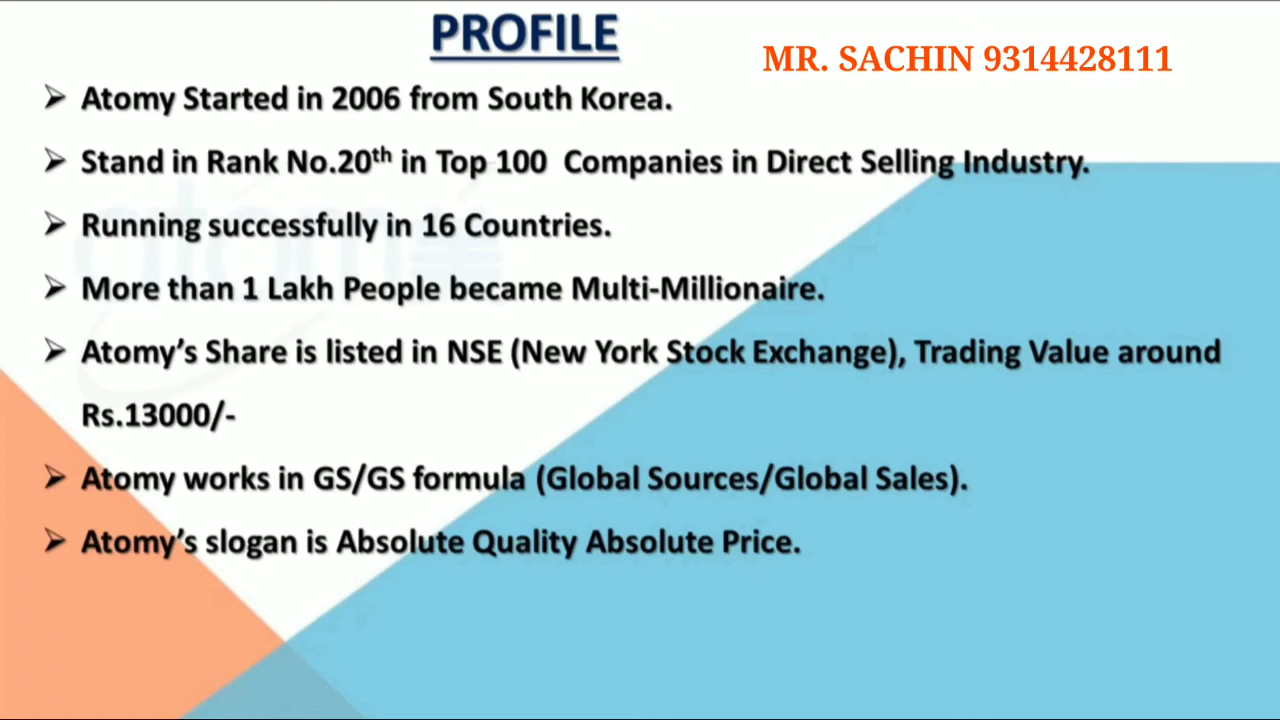 PROFILE
MR. SACHIN 9314428111
➢ Atomy Started in 2006 from South Korea.
➢ Stand in Rank No.20th in Top 100 Companies in Direct Selling Industry.
➢ Running successfully in 16 Countries.
➢ More than 1 Lakh People became Multi-Millionaire.
➢ Atomy's Share is listed in NSE (New York Stock Exchange), Trading Value around
Rs.13000/-
➢ Atomy works in GS/GS formula (Global Sources/Global Sales).
➢ Atomy's slogan is Absolute Quality Absolute Price.